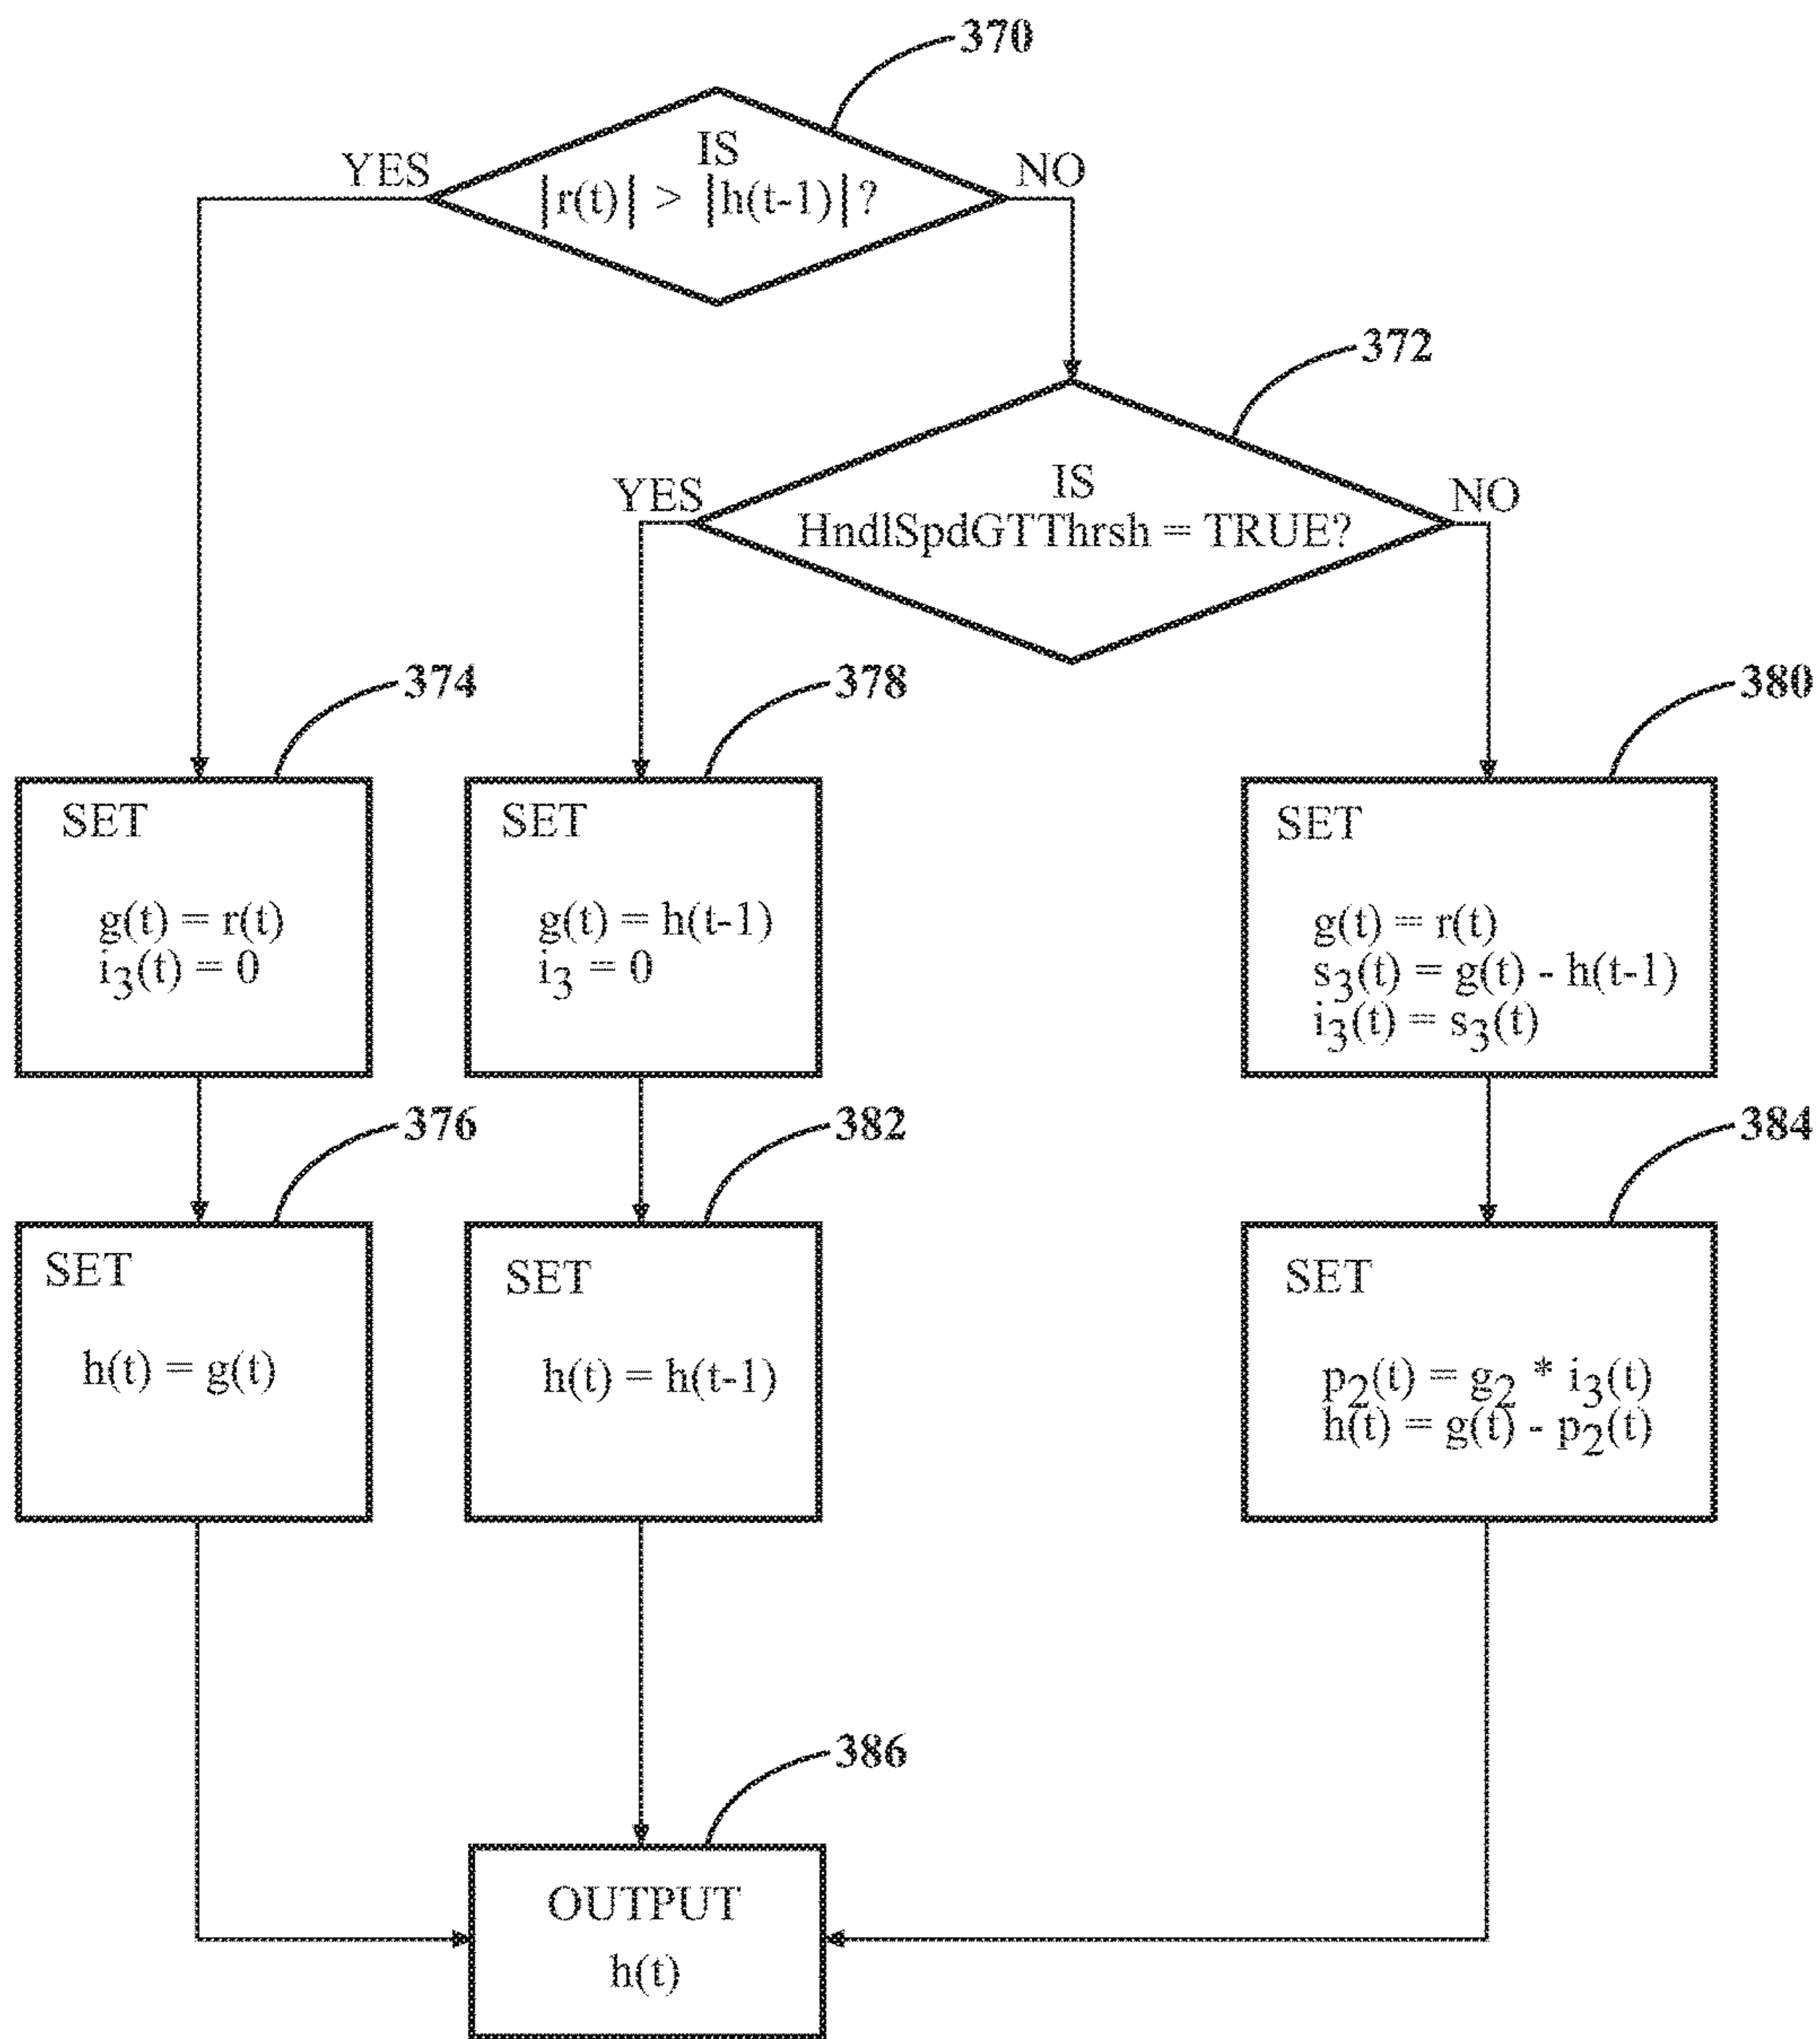 370
IS
|r(t)| > |h(t-1)|?
YES
NO
372
IS
HndlSpdGTThrsh = TRUE?
YES
NO
374
SET
g(t) = r(t)
i3(t) = 0
378
SET
g(t) = h(t-1)
i3 = 0
380
SET
g(t) = r(t)
s3(t) = g(t) - h(t-1)
i3(t) = s3(t)
376
SET
h(t) = g(t)
382
SET
h(t) = h(t-1)
384
SET
p2(t) = g2 * i3(t)
h(t) = g(t) - p2(t)
386
OUTPUT
h(t)